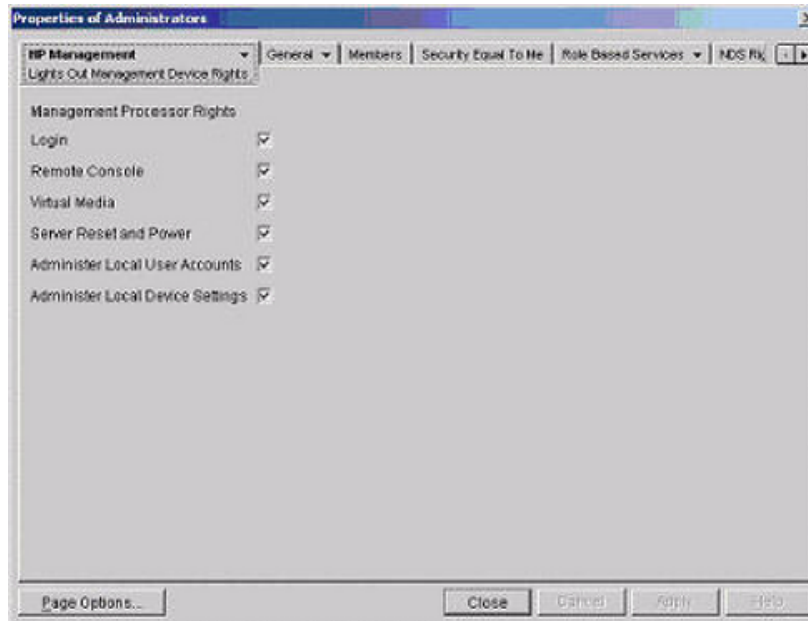 Properties of Administrators
HP Management
General
Members
Security Equal To Me
Role Based Services
NDS Rig
Lights Out Management Device Rights
Management Processor Rights
Login
Remote Console
Virtual Media
Server Reset and Power
Administer Local User Accounts
Administer Local Device Settings
Page Options...
Close
Cancel
Apply
Help